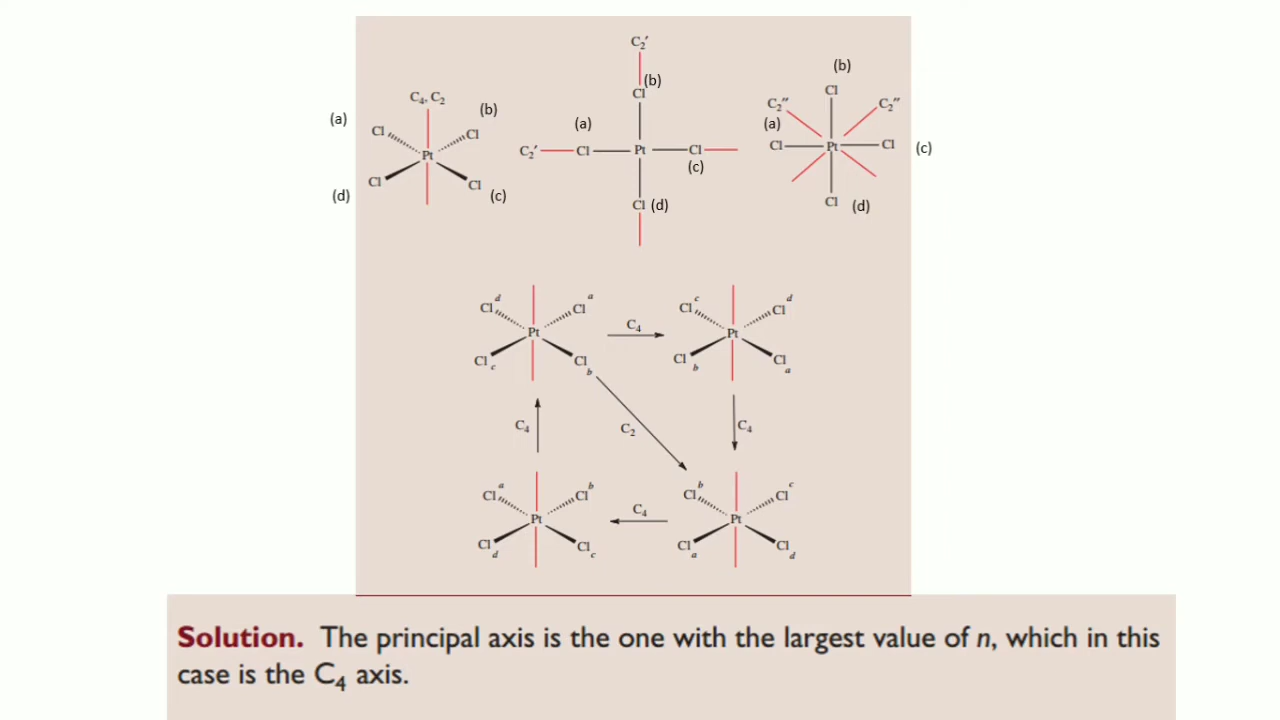 C₂′
(b)
Cl
(a)
C₂′ Cl Pt Cl
(c)
Cl (d)
C₄, C₂
(a)
(b)
Cl Cl
Pt
Cl Cl
(d)
(c)
(b)
Cl
C₂″ C₂″
(a)
Cl Pt Cl
(c)
Cl
(d)
Cl d Cl a
Pt
Cl c Cl b
C₄
Cl c Cl d
Pt
Cl b Cl a
C₄
C₂
C₄
Cl a Cl b
Pt
Cl d Cl c
C₄
Cl b Cl c
Pt
Cl a Cl d
Solution. The principal axis is the one with the largest value of n, which in this
case is the C₄ axis.